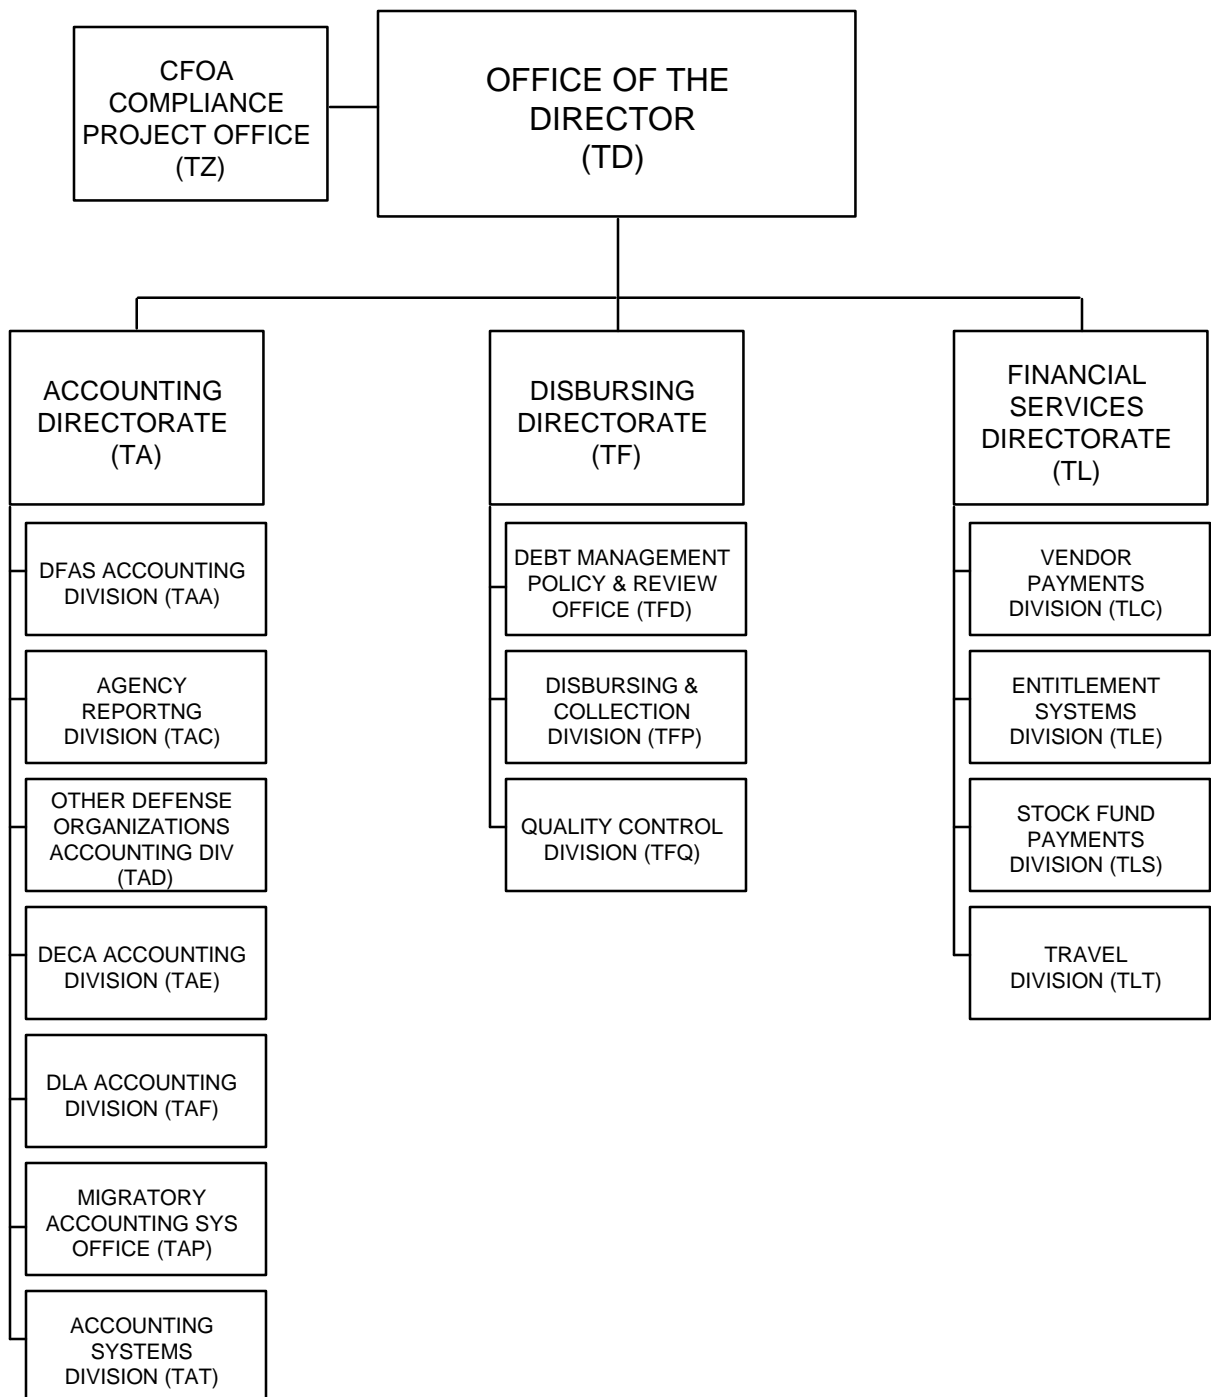 CFOA
COMPLIANCE
PROJECT OFFICE
(TZ)
OFFICE OF THE
DIRECTOR
(TD)
ACCOUNTING
DIRECTORATE
(TA)
DFAS ACCOUNTING
DIVISION (TAA)
AGENCY
REPORTNG
DIVISION (TAC)
OTHER DEFENSE
ORGANIZATIONS
ACCOUNTING DIV
(TAD)
DECA ACCOUNTING
DIVISION (TAE)
DLA ACCOUNTING
DIVISION (TAF)
MIGRATORY
ACCOUNTING SYS
OFFICE (TAP)
ACCOUNTING
SYSTEMS
DIVISION (TAT)
DISBURSING
DIRECTORATE
(TF)
DEBT MANAGEMENT
POLICY & REVIEW
OFFICE (TFD)
DISBURSING &
COLLECTION
DIVISION (TFP)
QUALITY CONTROL
DIVISION (TFQ)
FINANCIAL
SERVICES
DIRECTORATE
(TL)
VENDOR
PAYMENTS
DIVISION (TLC)
ENTITLEMENT
SYSTEMS
DIVISION (TLE)
STOCK FUND
PAYMENTS
DIVISION (TLS)
TRAVEL
DIVISION (TLT)